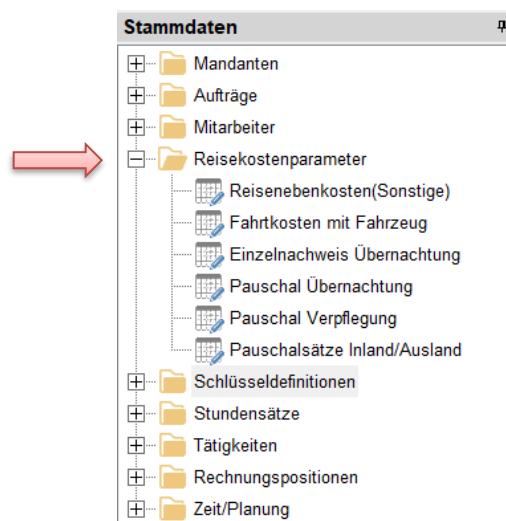 Stammdaten
Mandanten
Aufträge
Mitarbeiter
Reisekostenparameter
Reisenebenkosten(Sonstige)
Fahrtkosten mit Fahrzeug
Einzelnachweis Übernachtung
Pauschal Übernachtung
Pauschal Verpflegung
Pauschalsätze Inland/Ausland
Schlüsseldefinitionen
Stundensätze
Tätigkeiten
Rechnungspositionen
Zeit/Planung